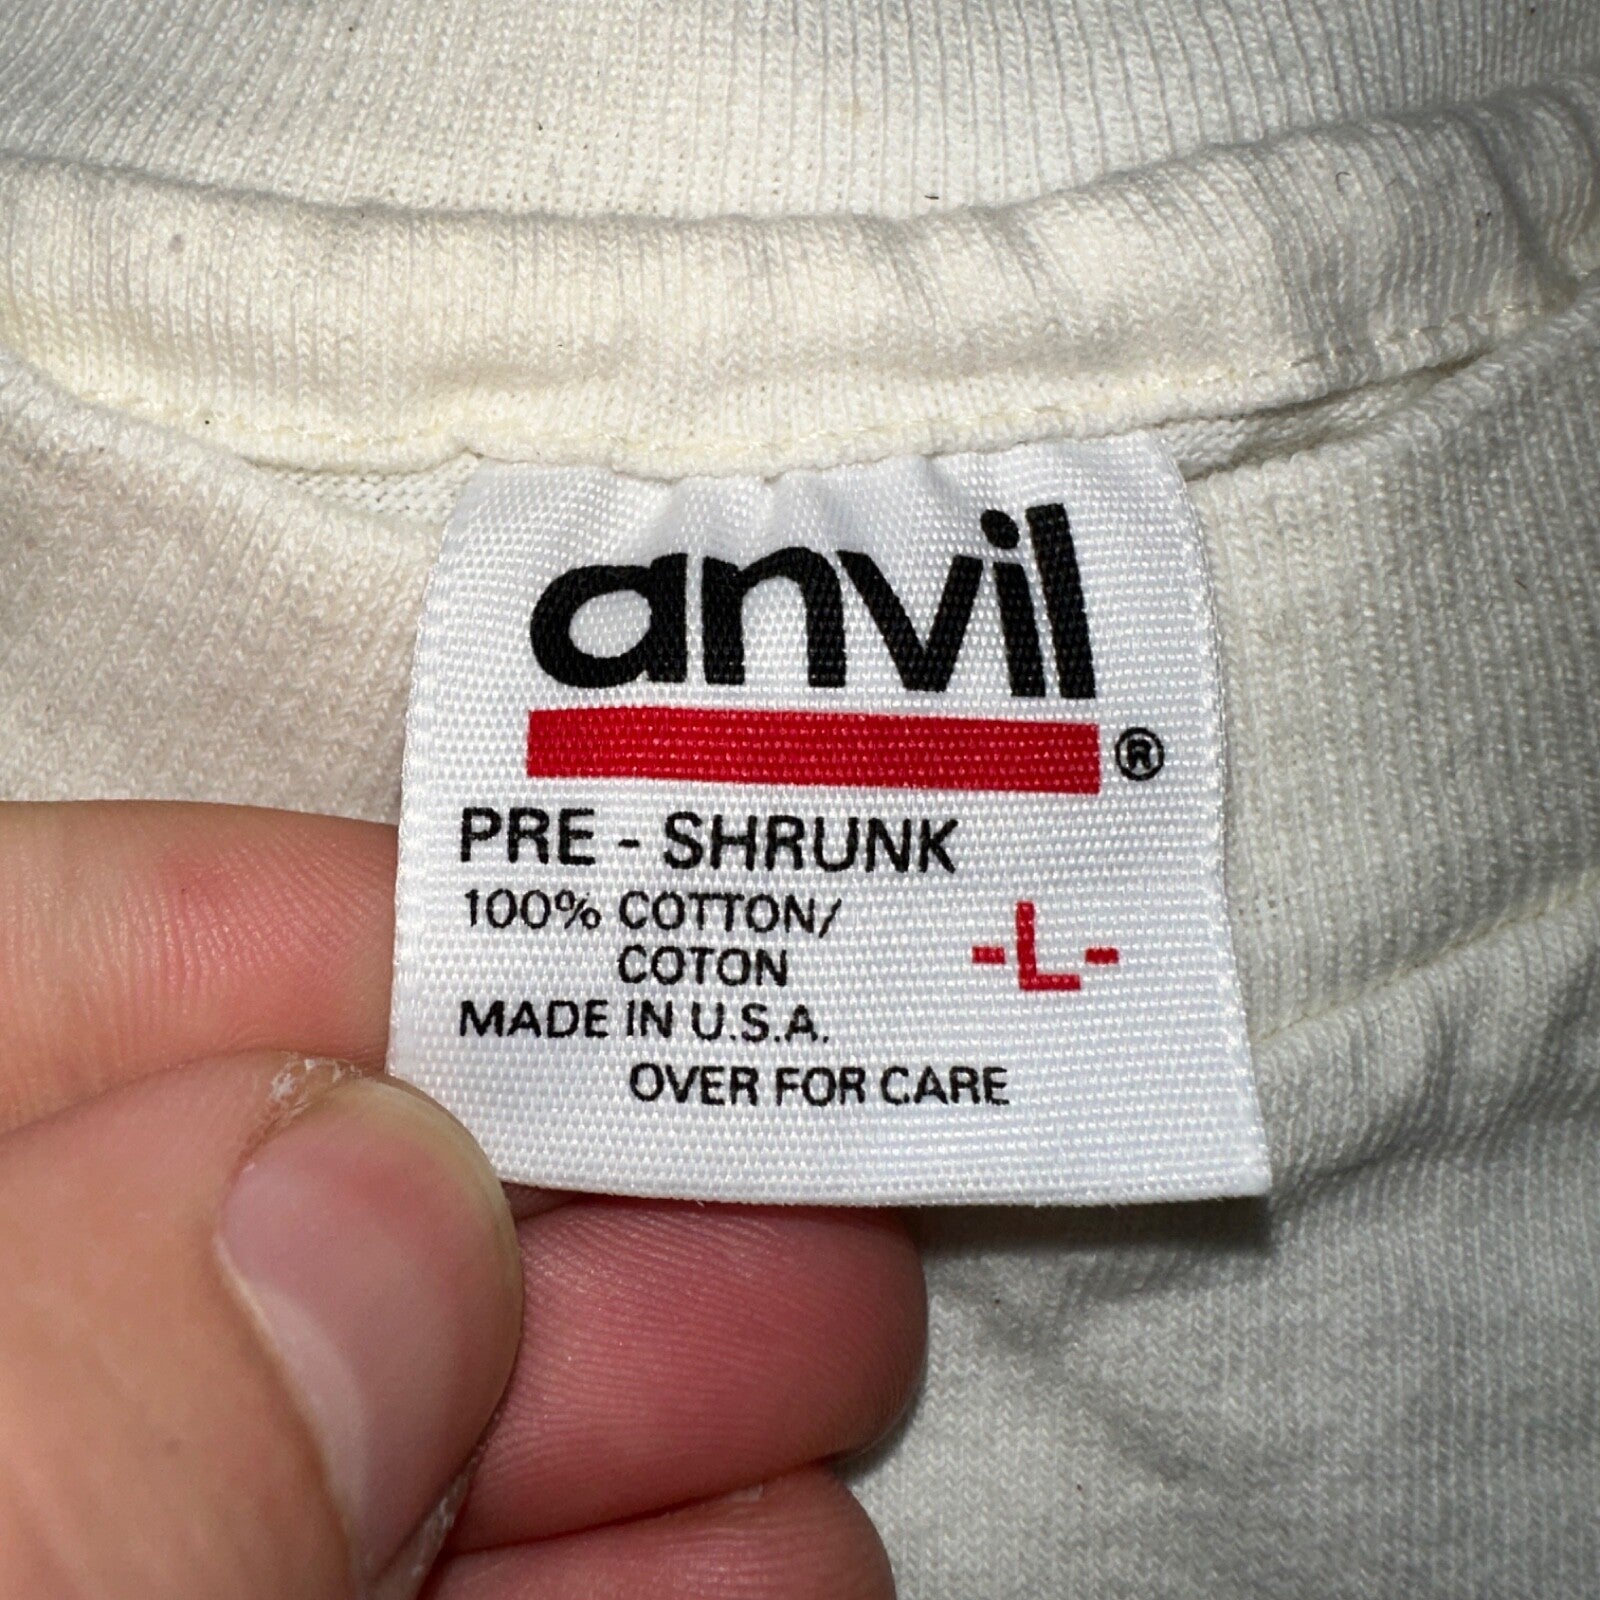 anvil
®
PRE - SHRUNK
100% COTTON/
COTON
-L-
MADE IN U.S.A.
OVER FOR CARE